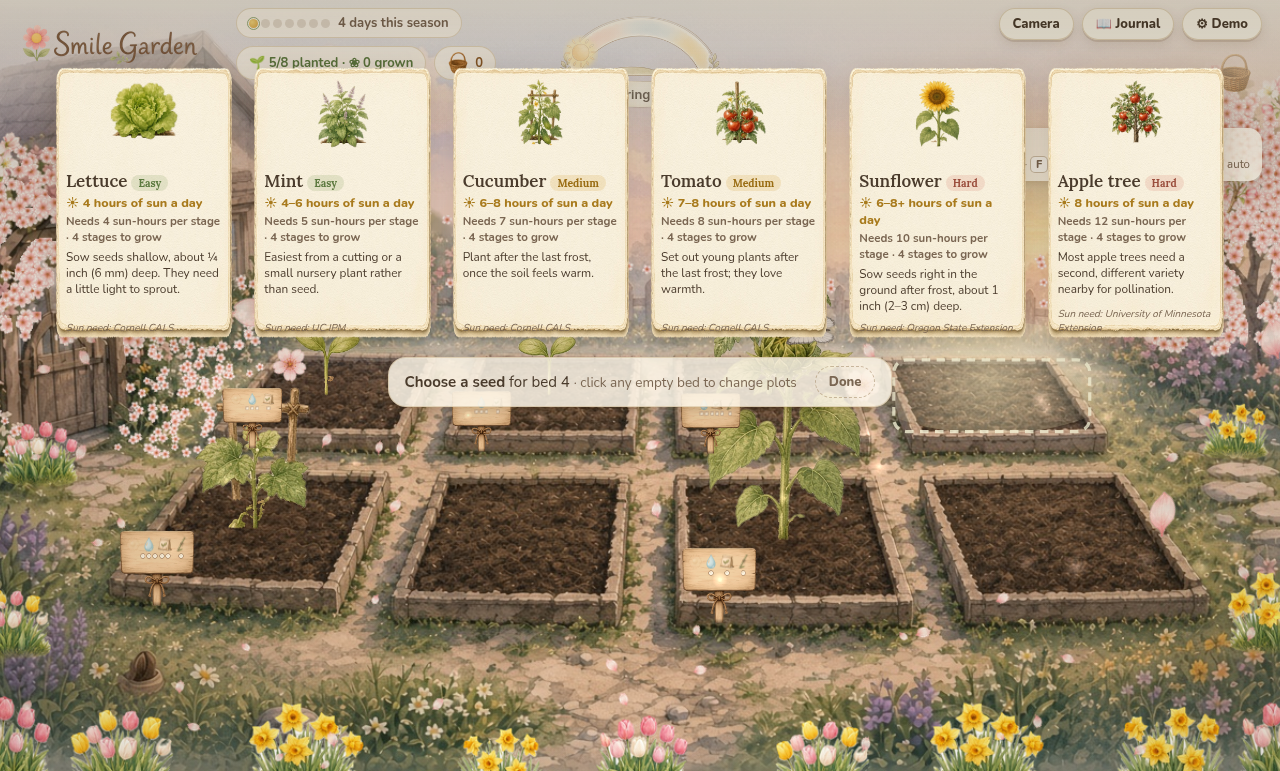 Smile Garden
4 days this season
5/8 planted · 0 grown
0
Camera
Journal
Demo
ring
F
auto
Lettuce Easy
4 hours of sun a day
Needs 4 sun-hours per stage
· 4 stages to grow
Sow seeds shallow, about ¼
inch (6 mm) deep. They need
a little light to sprout.
Sun need: Cornell CALS
Mint Easy
4–6 hours of sun a day
Needs 5 sun-hours per stage
· 4 stages to grow
Easiest from a cutting or a
small nursery plant rather
than seed.
Sun need: UC IPM
Cucumber Medium
6–8 hours of sun a day
Needs 7 sun-hours per stage
· 4 stages to grow
Plant after the last frost,
once the soil feels warm.
Sun need: Cornell CALS
Tomato Medium
7–8 hours of sun a day
Needs 8 sun-hours per stage
· 4 stages to grow
Set out young plants after
the last frost; they love
warmth.
Sun need: Cornell CALS
Sunflower Hard
6–8+ hours of sun a
day
Needs 10 sun-hours per
stage · 4 stages to grow
Sow seeds right in the
ground after frost, about 1
inch (2–3 cm) deep.
Sun need: Oregon State Extension
Apple tree Hard
8 hours of sun a day
Needs 12 sun-hours per
stage · 4 stages to grow
Most apple trees need a
second, different variety
nearby for pollination.
Sun need: University of Minnesota
Extension
Choose a seed for bed 4 · click any empty bed to change plots
Done